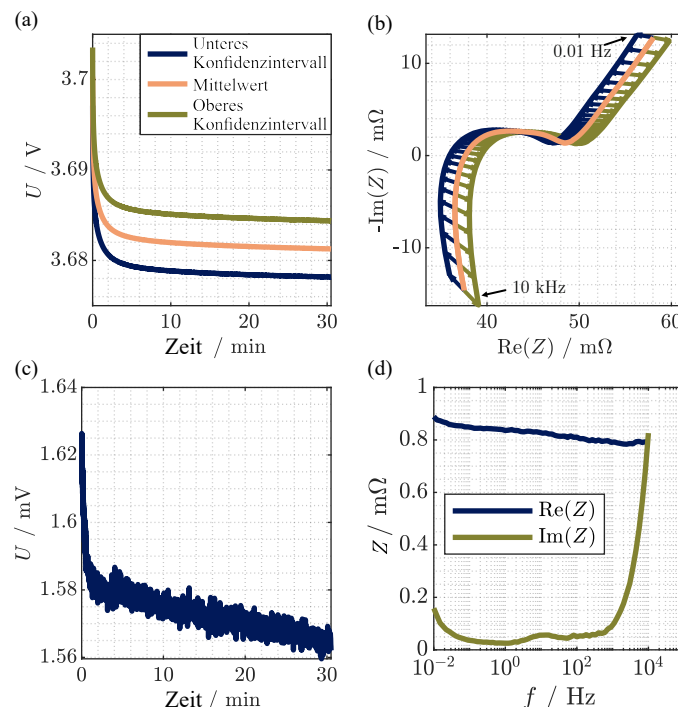 (a)
3.7
3.69
3.68
U / V
0
10
20
30
Zeit / min
Unteres
Konfidenzintervall
Mittelwert
Oberes
Konfidenzintervall
(b)
10
0
-10
-Im(Z) / mΩ
40
50
60
Re(Z) / mΩ
0.01 Hz
10 kHz
(c)
1.64
1.62
1.6
1.58
1.56
U / mV
0
10
20
30
Zeit / min
(d)
1
0.8
0.6
0.4
0.2
0
Z / mΩ
Re(Z)
Im(Z)
10⁻²
10⁰
10²
10⁴
f / Hz